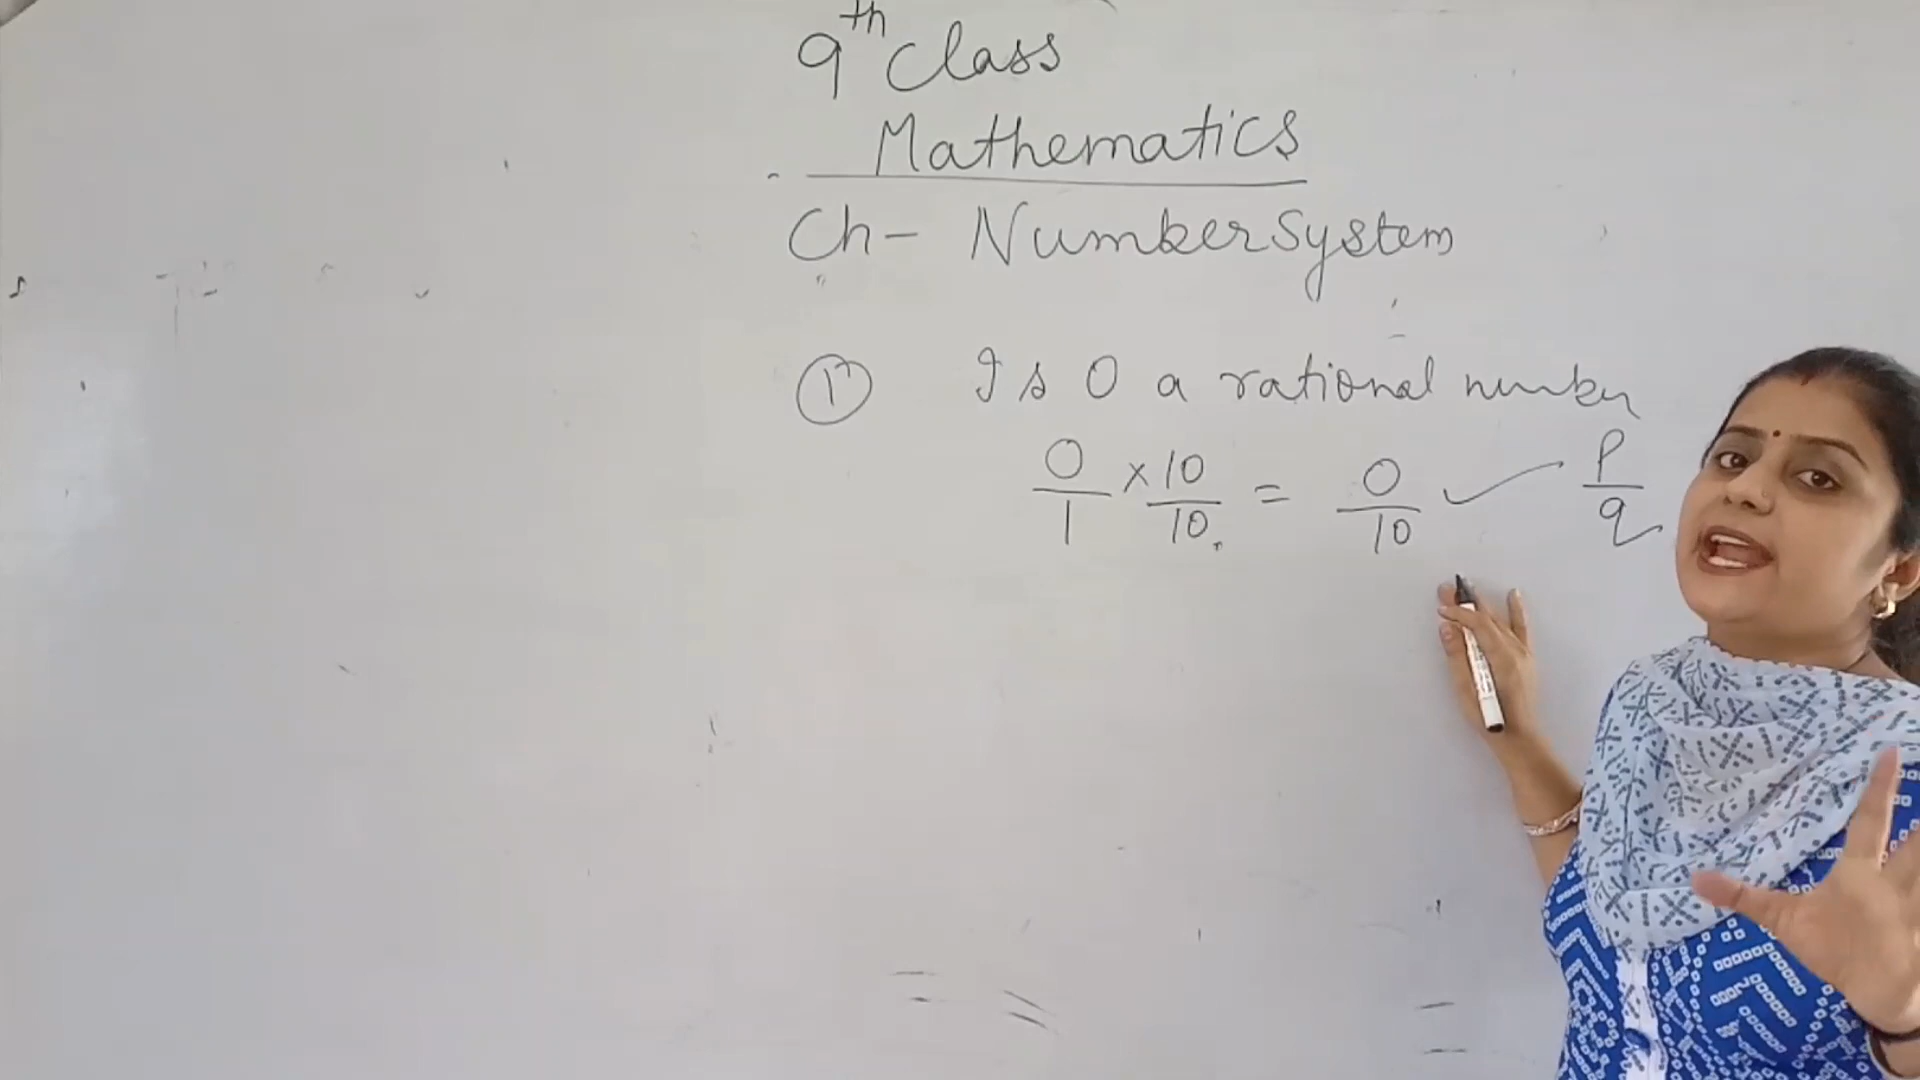 9th Class
Mathematics
Ch- Number System
1 Is 0 a rational number
0/1 × 10/10 = 0/10 ✓ p/q